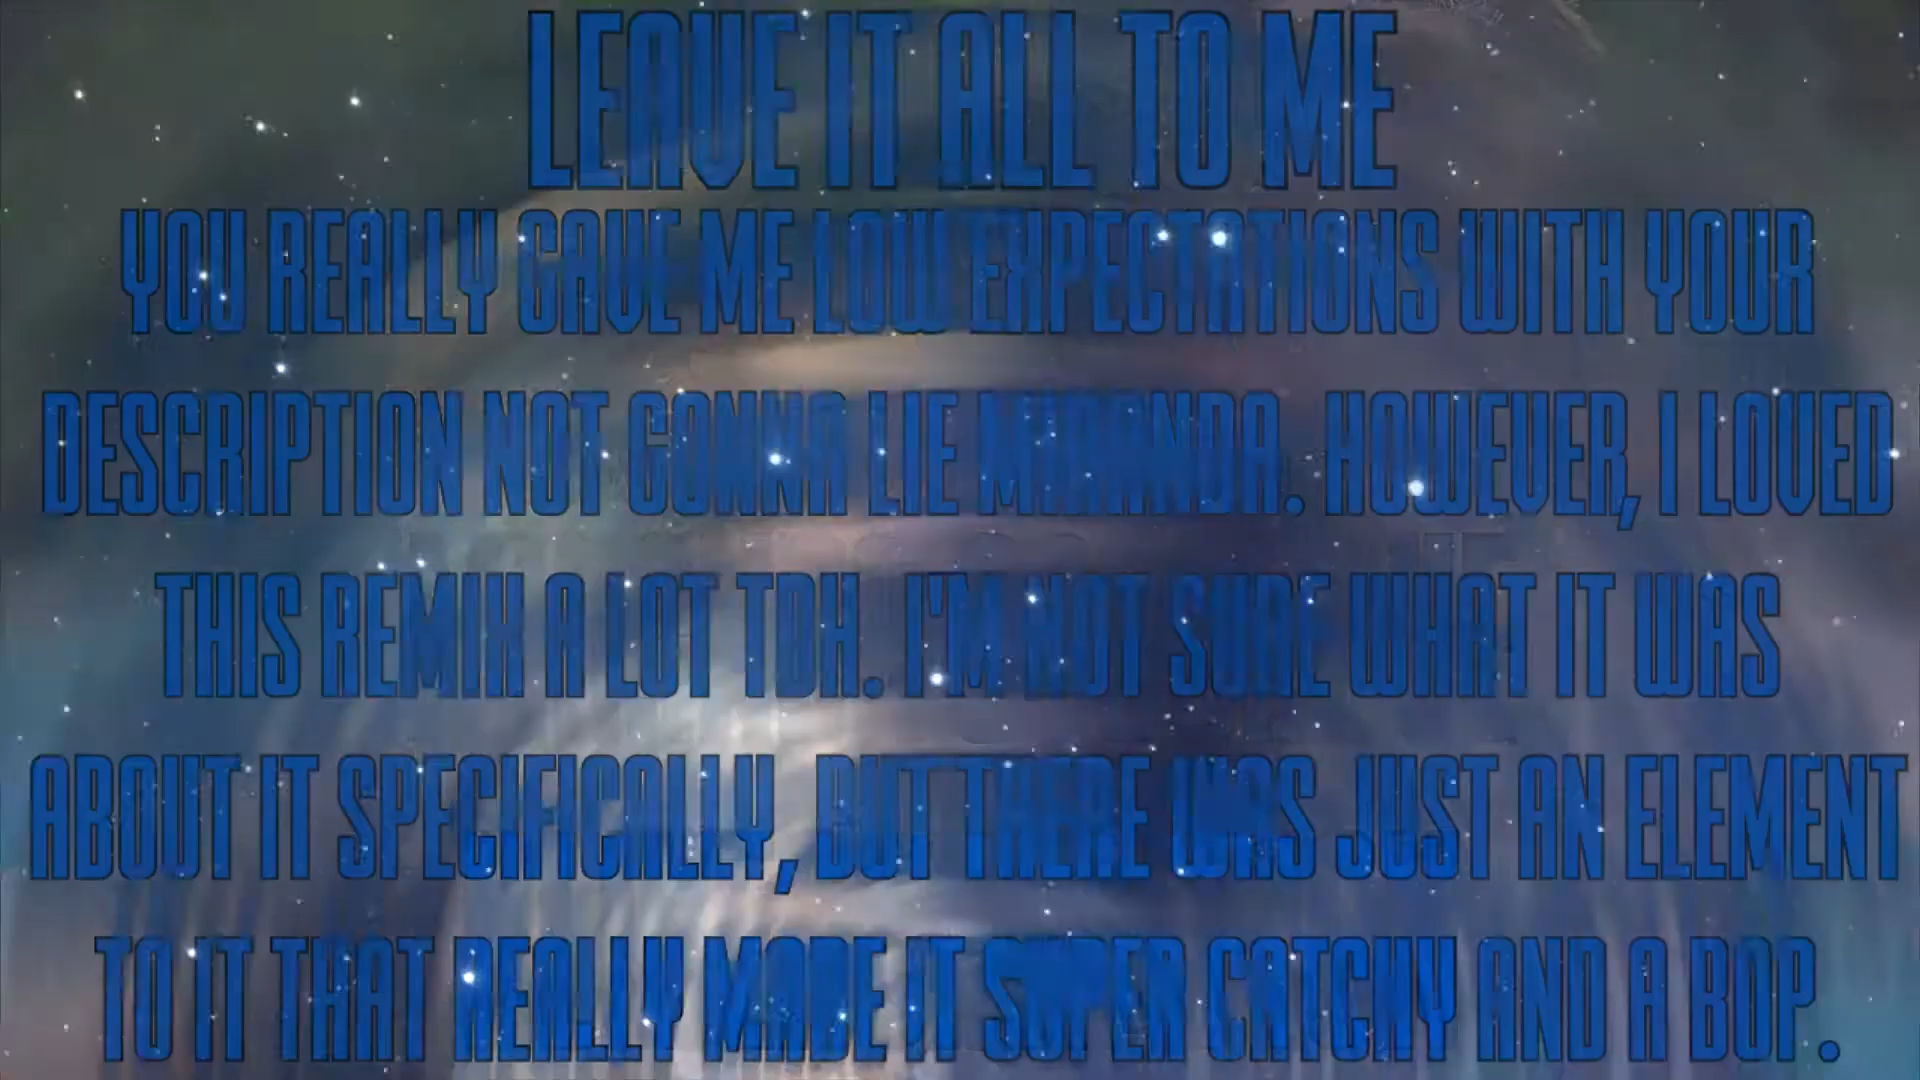 LEAVE IT ALL TO ME
YOU REALLY GAVE ME LOW EXPECTATIONS WITH YOUR
DESCRIPTION NOT GONNA LIE MIRANDA. HOWEVER, I LOVED
THIS REMIX A LOT TBH. I'M NOT SURE WHAT IT WAS
ABOUT IT SPECIFICALLY, BUT THERE WAS JUST AN ELEMENT
TO IT THAT REALLY MADE IT SUPER CATCHY AND A BOP.